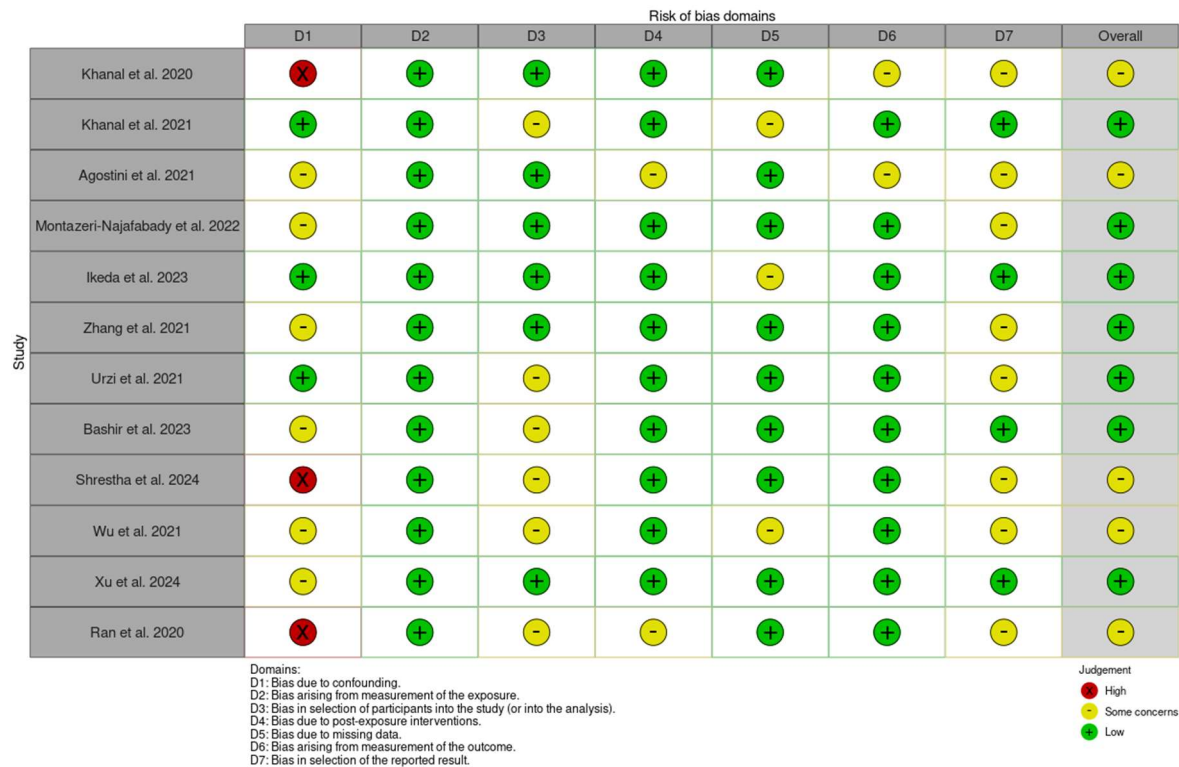 Risk of bias domains
D1 D2 D3 D4 D5 D6 D7 Overall
Study
Khanal et al. 2020 X + + + + - - -
Khanal et al. 2021 + + - + - + + +
Agostini et al. 2021 - + + - + - - -
Montazeri-Najafabady et al. 2022 - + + + + + - +
Ikeda et al. 2023 + + + + - + + +
Zhang et al. 2021 - + + + + + - +
Urzi et al. 2021 + + - + + + - +
Bashir et al. 2023 - + - + + + + +
Shrestha et al. 2024 X + - + + + - -
Wu et al. 2021 - + - + - + - -
Xu et al. 2024 - + + + + + + +
Ran et al. 2020 X + - - + + - -
Domains:
D1: Bias due to confounding.
D2: Bias arising from measurement of the exposure.
D3: Bias in selection of participants into the study (or into the analysis).
D4: Bias due to post-exposure interventions.
D5: Bias due to missing data.
D6: Bias arising from measurement of the outcome.
D7: Bias in selection of the reported result.
Judgement
X High
- Some concerns
+ Low